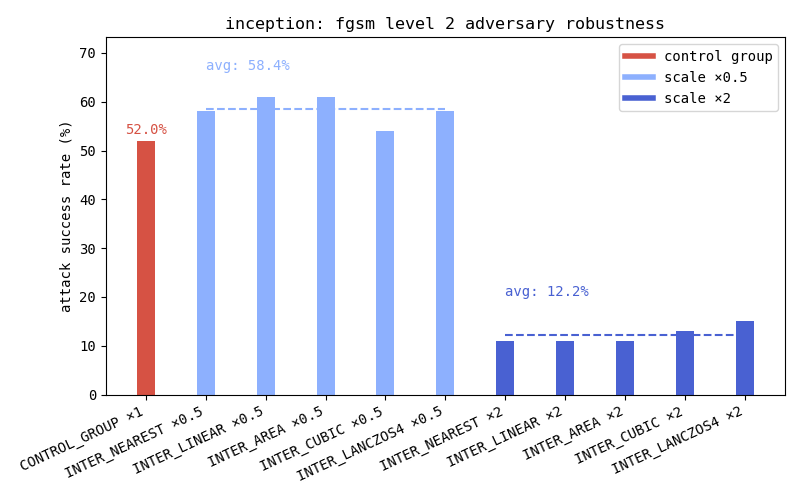 inception: fgsm level 2 adversary robustness
attack success rate (%)
70
60
50
40
30
20
10
0
52.0%
avg: 58.4%
avg: 12.2%
control group
scale ×0.5
scale ×2
CONTROL_GROUP ×1
INTER_NEAREST ×0.5
INTER_LINEAR ×0.5
INTER_AREA ×0.5
INTER_CUBIC ×0.5
INTER_LANCZOS4 ×0.5
INTER_NEAREST ×2
INTER_LINEAR ×2
INTER_AREA ×2
INTER_CUBIC ×2
INTER_LANCZOS4 ×2